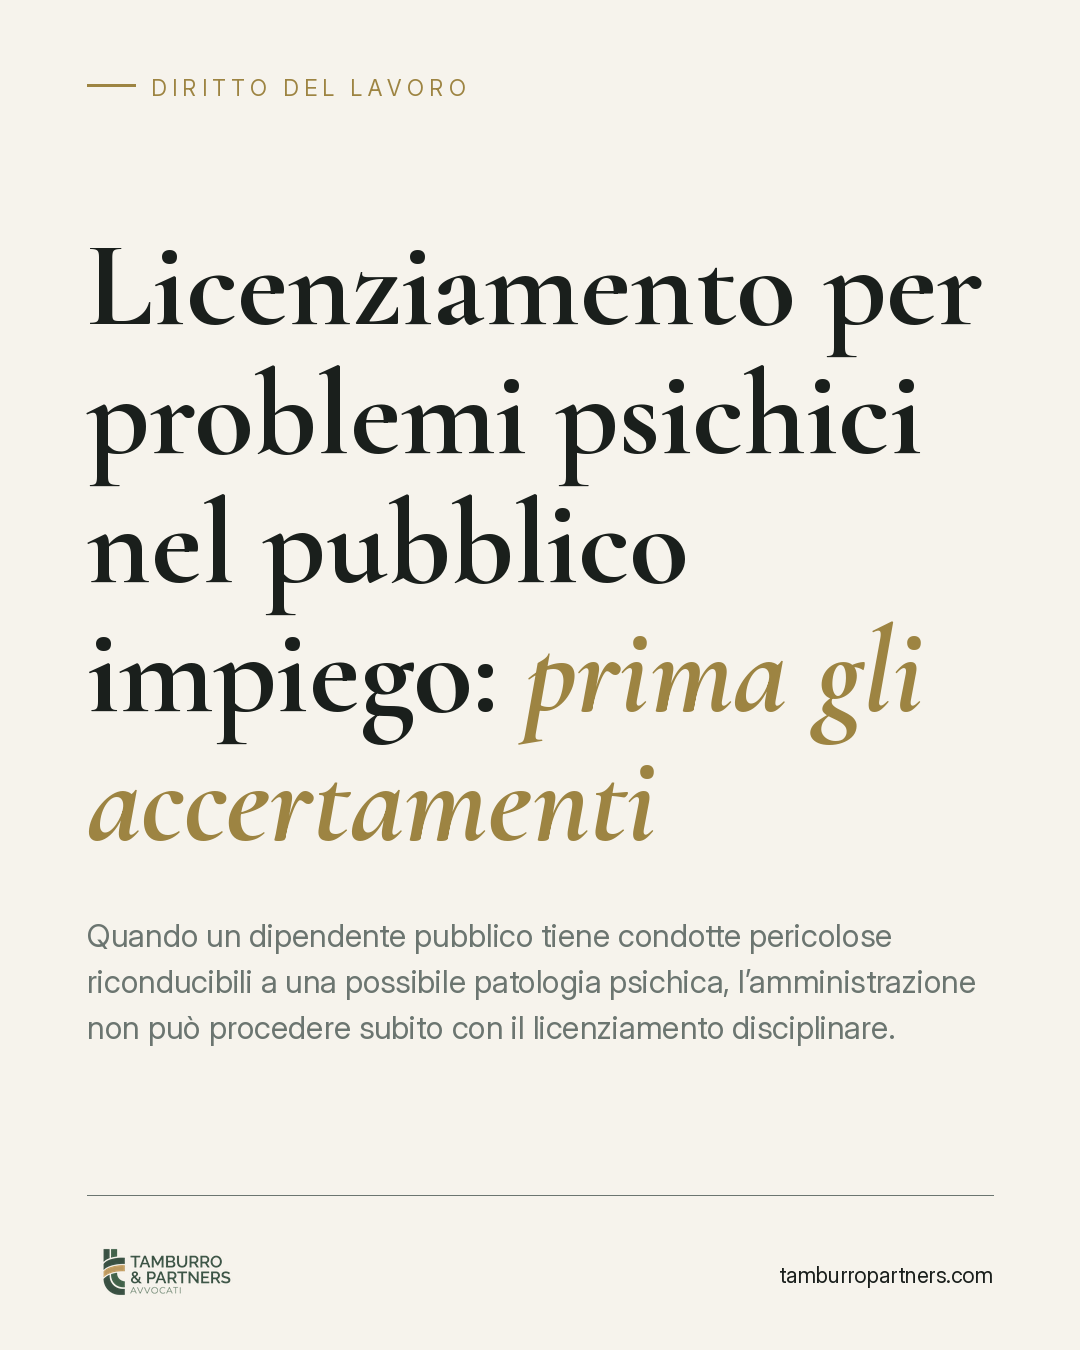 DIRITTO DEL LAVORO
Licenziamento per
problemi psichici
nel pubblico
impiego: prima gli
accertamenti
Quando un dipendente pubblico tiene condotte pericolose
riconducibili a una possibile patologia psichica, l’amministrazione
non può procedere subito con il licenziamento disciplinare.
TAMBURRO
& PARTNERS
AVVOCATI
tamburropartners.com